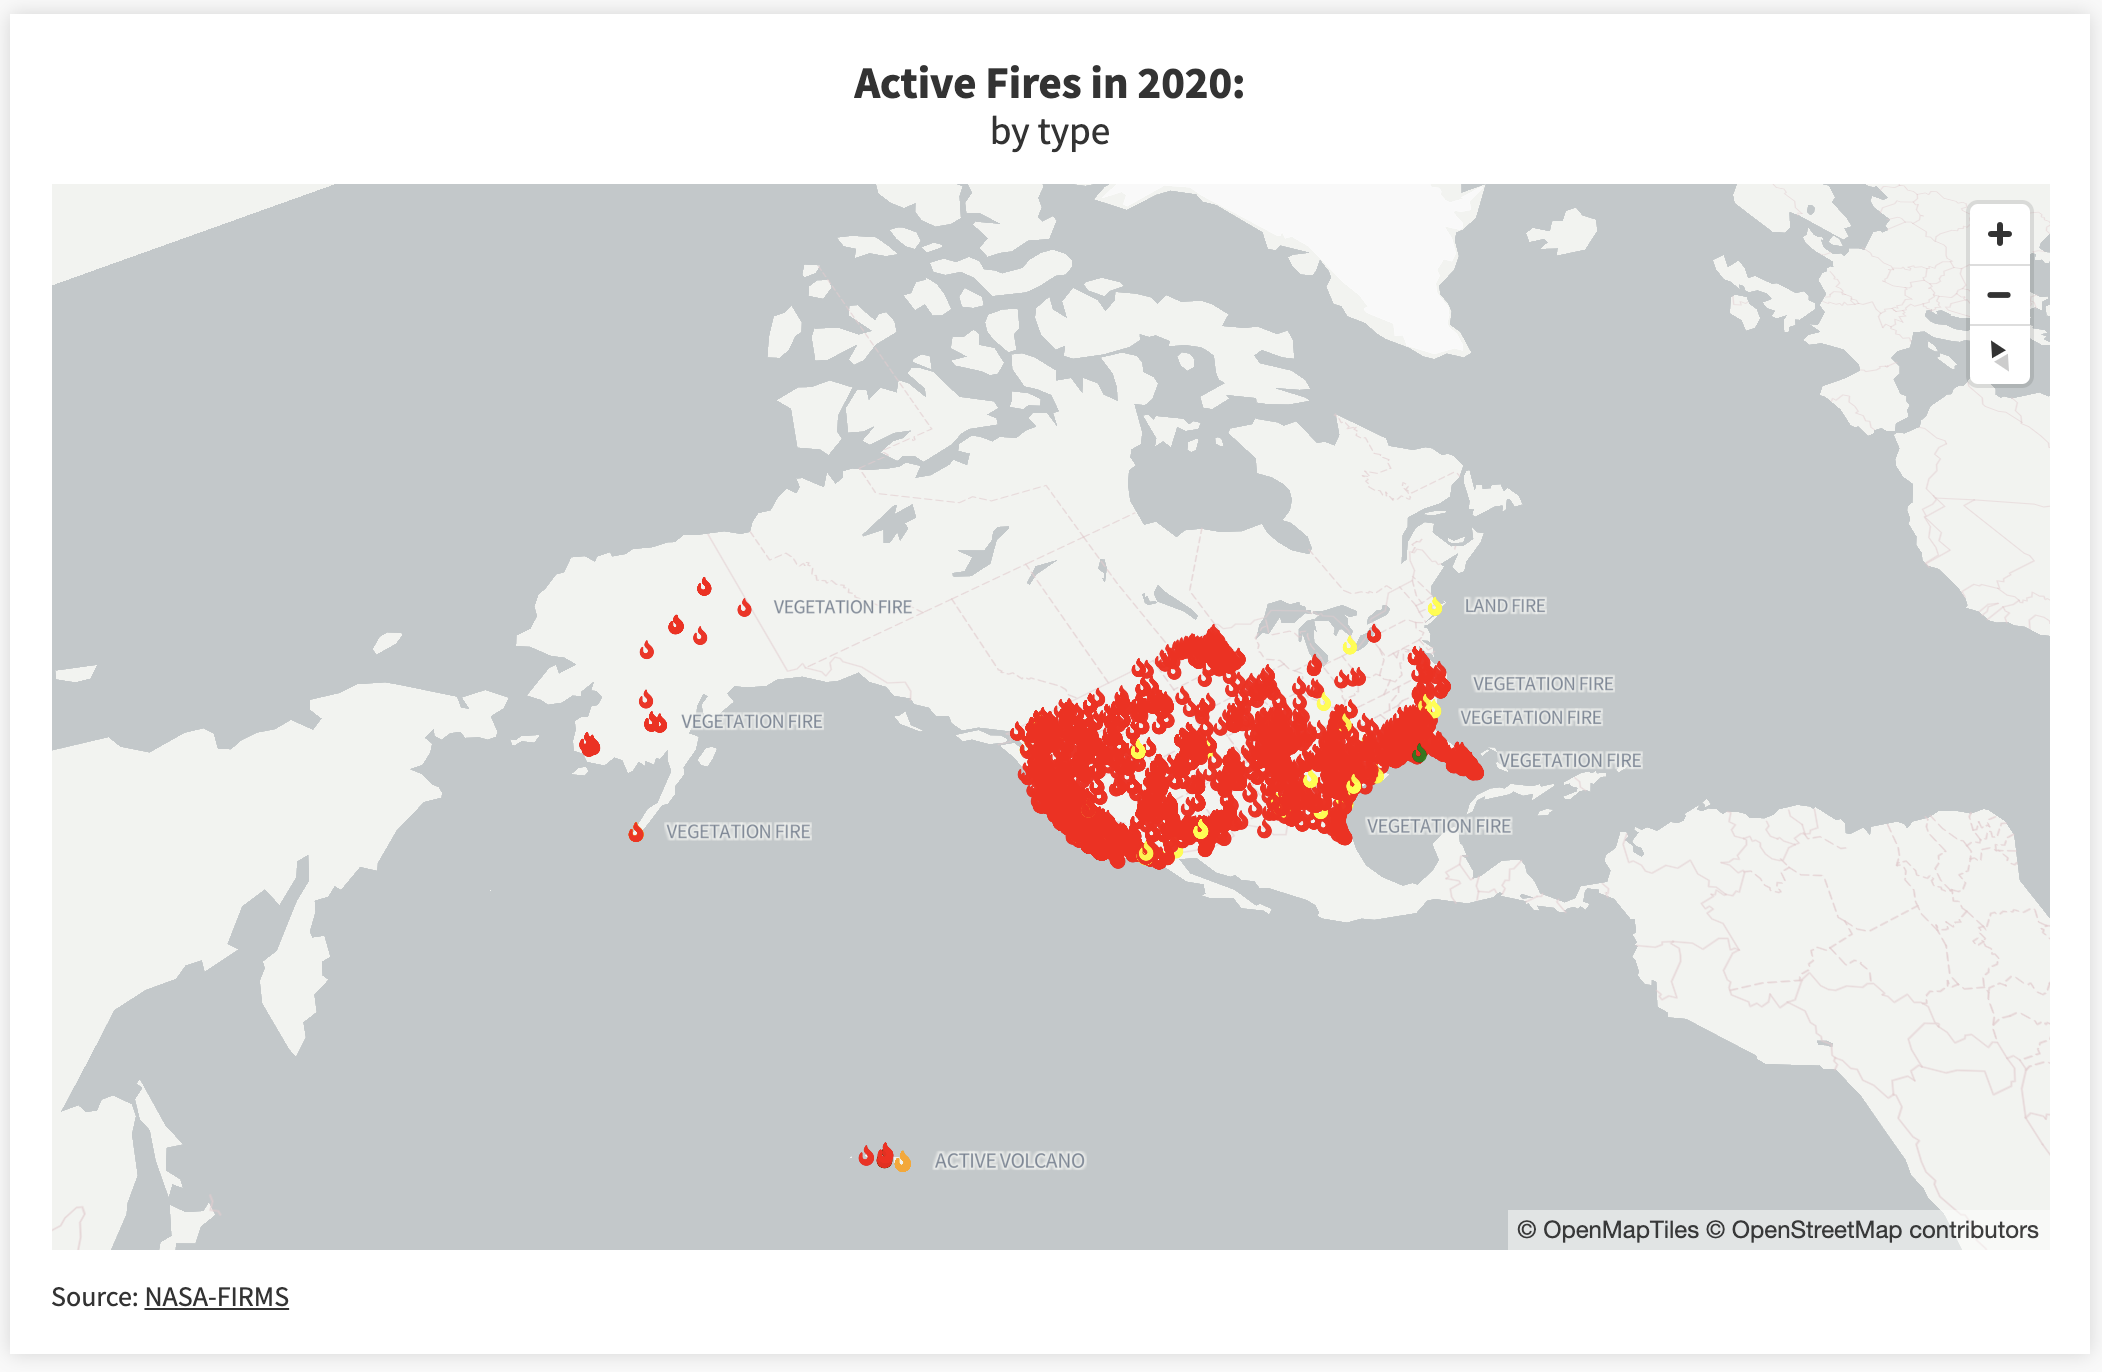 Active Fires in 2020:
by type
+
−
LAND FIRE
VEGETATION FIRE
VEGETATION FIRE
VEGETATION FIRE
VEGETATION FIRE
VEGETATION FIRE
VEGETATION FIRE
VEGETATION FIRE
ACTIVE VOLCANO
© OpenMapTiles © OpenStreetMap contributors
Source: NASA-FIRMS